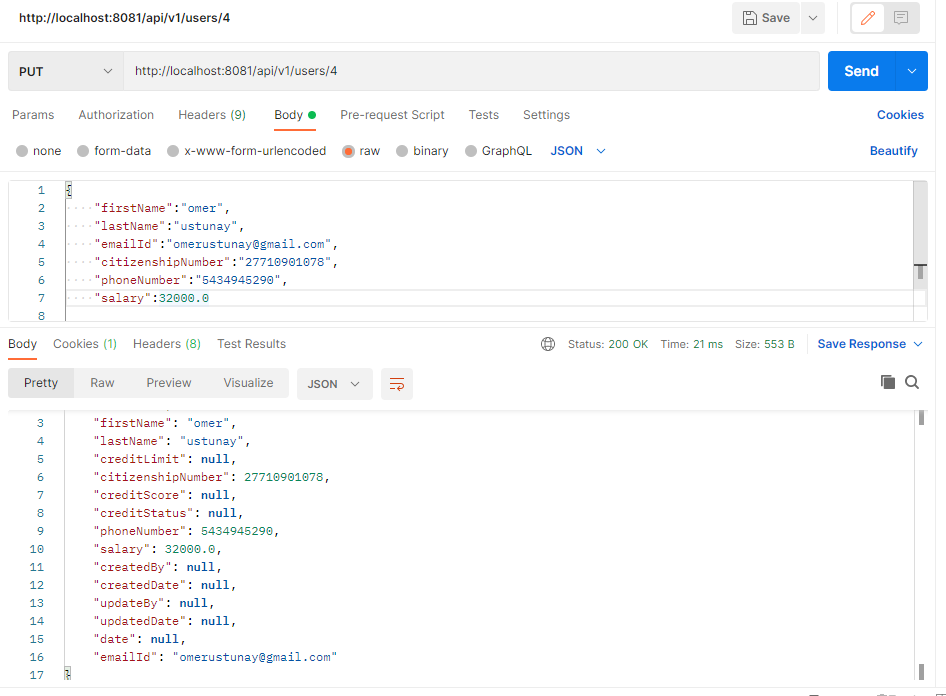 http://localhost:8081/api/v1/users/4
Save
PUT
http://localhost:8081/api/v1/users/4
Send
Params Authorization Headers (9) Body Pre-request Script Tests Settings Cookies
none form-data x-www-form-urlencoded raw binary GraphQL JSON Beautify
1 {
2 "firstName":"omer",
3 "lastName":"ustunay",
4 "emailId":"omerustunay@gmail.com",
5 "citizenshipNumber":"27710901078",
6 "phoneNumber":"5434945290",
7 "salary":32000.0
8
Body Cookies (1) Headers (8) Test Results Status: 200 OK Time: 21 ms Size: 553 B Save Response
Pretty Raw Preview Visualize JSON
3 "firstName": "omer",
4 "lastName": "ustunay",
5 "creditLimit": null,
6 "citizenshipNumber": 27710901078,
7 "creditScore": null,
8 "creditStatus": null,
9 "phoneNumber": 5434945290,
10 "salary": 32000.0,
11 "createdBy": null,
12 "createdDate": null,
13 "updateBy": null,
14 "updatedDate": null,
15 "date": null,
16 "emailId": "omerustunay@gmail.com"
17 }